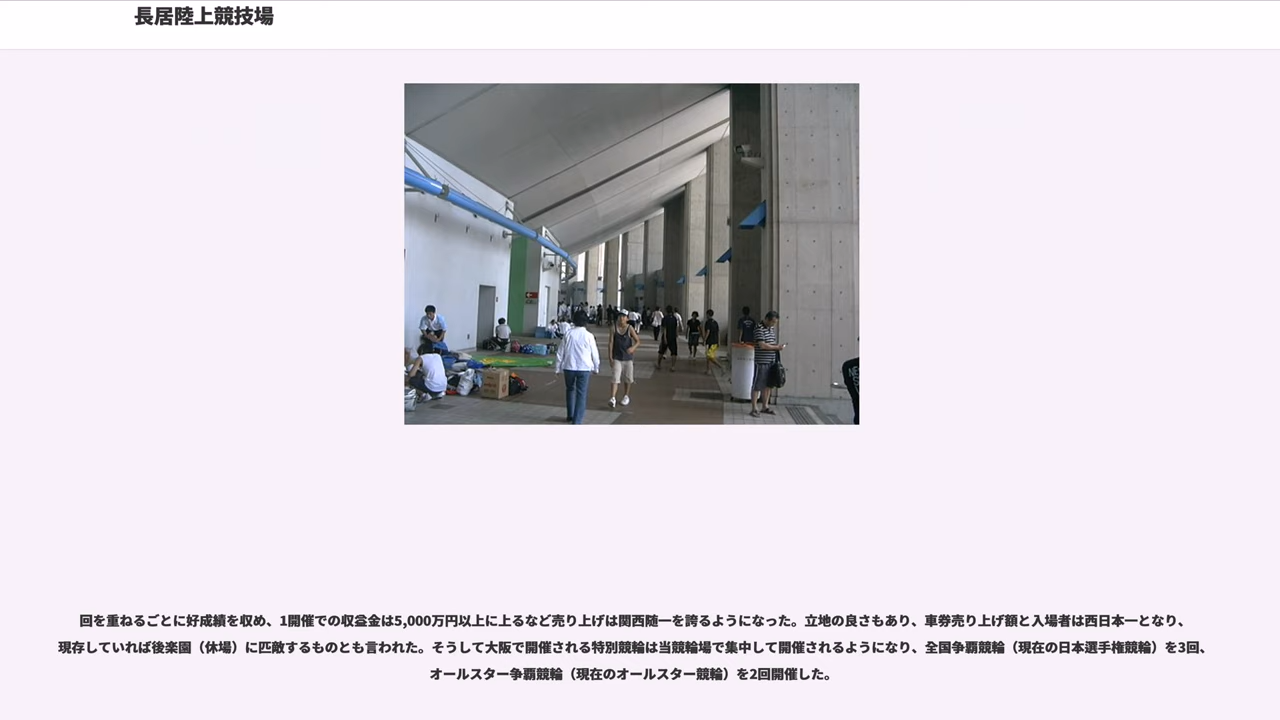 長居陸上競技場
回を重ねるごとに好成績を収め、1開催での収益金は5,000万円以上に上るなど売り上げは関西随一を誇るようになった。立地の良さもあり、車券売り上げ額と入場者は西日本一となり、
現存していれば後楽園（休場）に匹敵するものとも言われた。そうして大阪で開催される特別競輪は当競輪場で集中して開催されるようになり、全国争覇競輪（現在の日本選手権競輪）を3回、
オールスター争覇競輪（現在のオールスター競輪）を2回開催した。